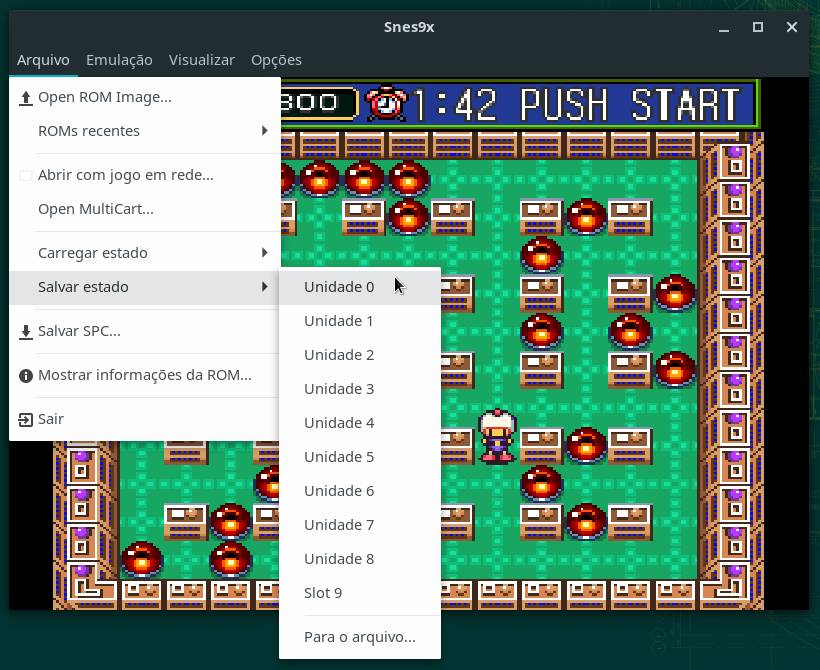 Snes9x
Arquivo Emulação Visualizar Opções
Open ROM Image...
ROMs recentes
Abrir com jogo em rede...
Open MultiCart...
Carregar estado
Salvar estado
Salvar SPC...
Mostrar informações da ROM...
Sair
800 1:42 PUSH START
Unidade 0
Unidade 1
Unidade 2
Unidade 3
Unidade 4
Unidade 5
Unidade 6
Unidade 7
Unidade 8
Slot 9
Para o arquivo...